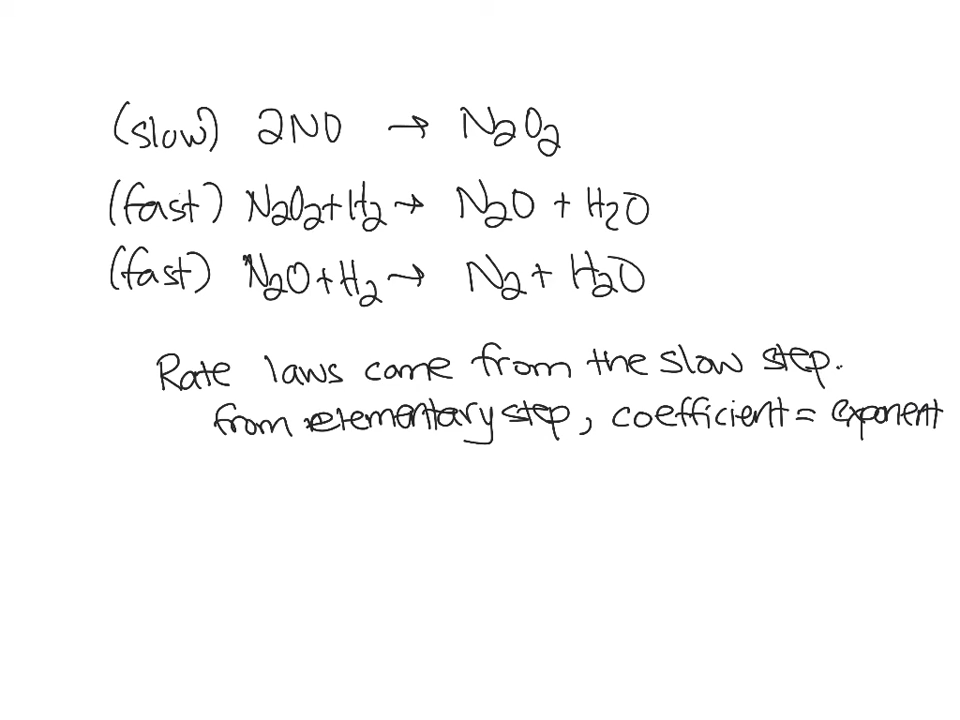 (slow) 2NO → N₂O₂
(fast) N₂O₂+H₂ → N₂O + H₂O
(fast) N₂O+H₂ → N₂+ H₂O
Rate laws come from the slow step.
from elementary step, coefficient = exponent